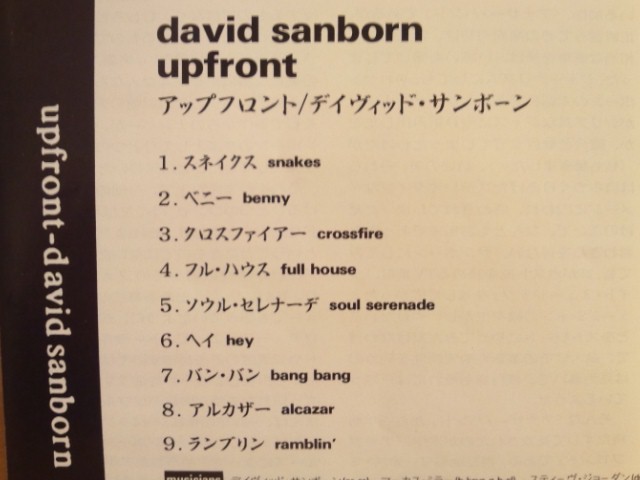 david sanborn
upfront
アップフロント/デイヴィッド・サンボーン
1. スネイクス snakes
2. ベニー benny
3. クロスファイアー crossfire
4. フル・ハウス full house
5. ソウル・セレナーデ soul serenade
6. ヘイ hey
7. バン・バン bang bang
8. アルカザー alcazar
9. ランブリン ramblin'
musicians
upfront-david sanborn